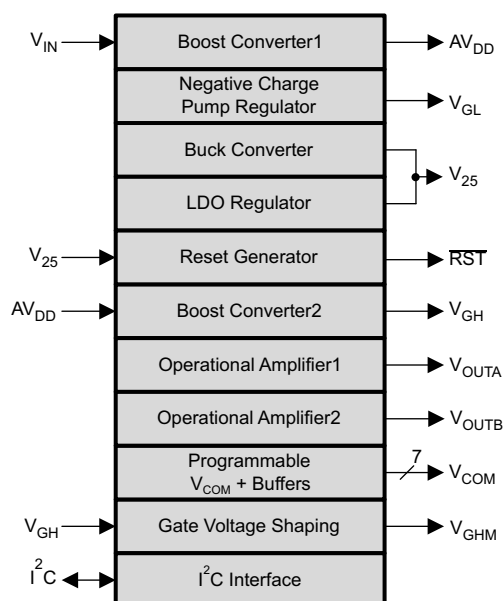 V_IN Boost Converter1 AV_DD
Negative Charge
Pump Regulator V_GL
Buck Converter
V_25
LDO Regulator
V_25 Reset Generator R̅S̅T̅
AV_DD Boost Converter2 V_GH
Operational Amplifier1 V_OUTA
Operational Amplifier2 V_OUTB
Programmable
V_COM + Buffers 7 V_COM
V_GH Gate Voltage Shaping V_GHM
I²C I²C Interface